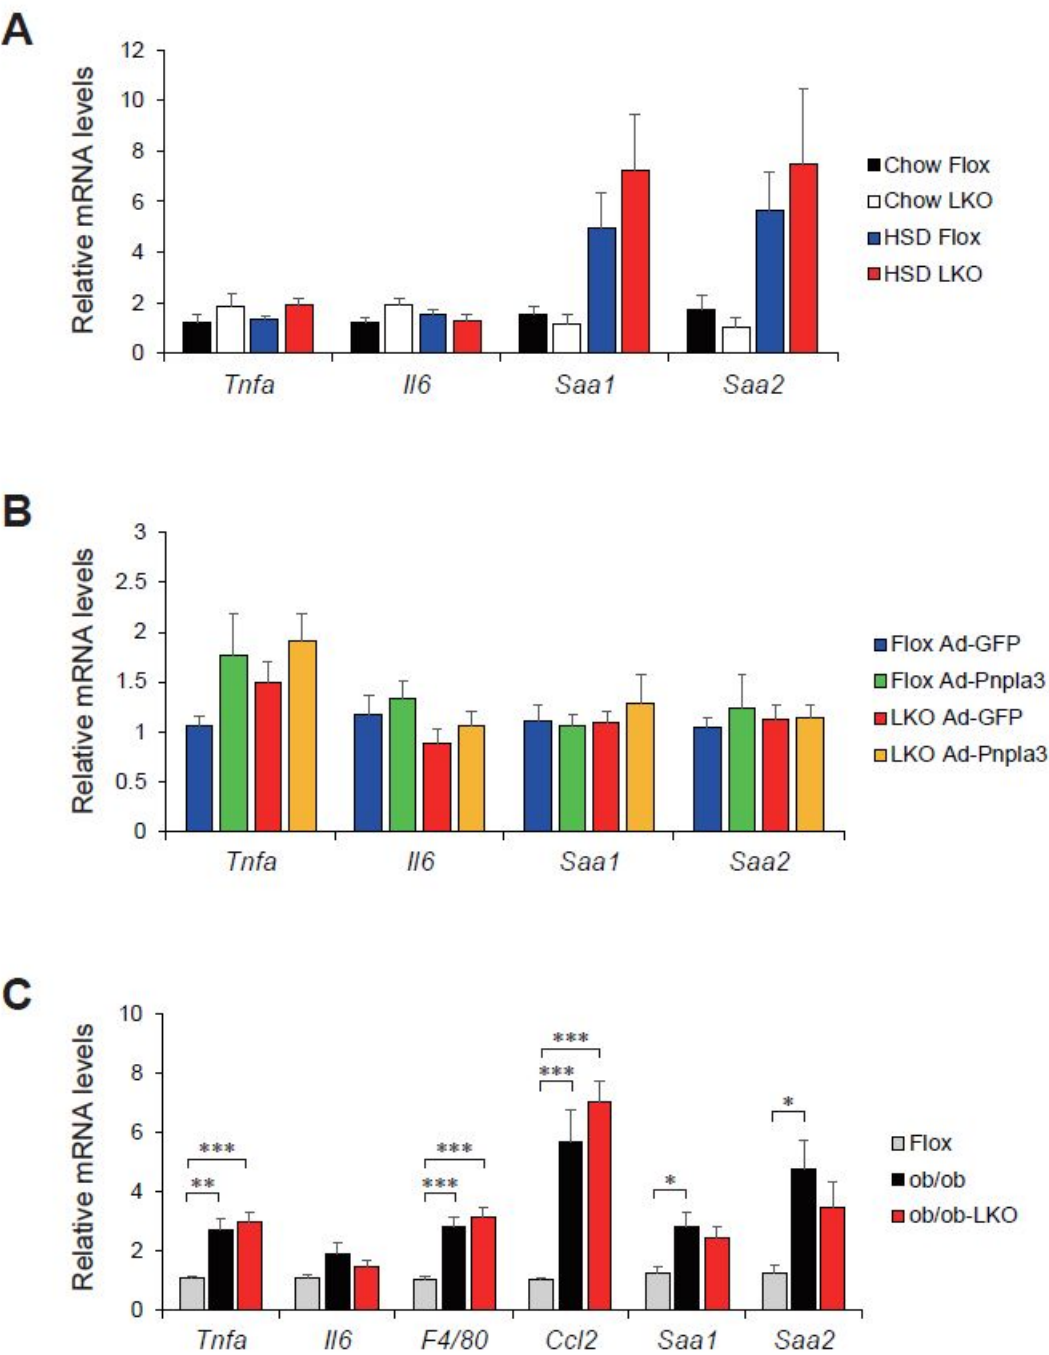 A
Relative mRNA levels
12
10
8
6
4
2
0
Tnfa Il6 Saa1 Saa2
Chow Flox
Chow LKO
HSD Flox
HSD LKO
B
Relative mRNA levels
3
2.5
2
1.5
1
0.5
0
Tnfa Il6 Saa1 Saa2
Flox Ad-GFP
Flox Ad-Pnpla3
LKO Ad-GFP
LKO Ad-Pnpla3
C
Relative mRNA levels
10
8
6
4
2
0
***
**
***
***
***
***
*
*
Tnfa Il6 F4/80 Ccl2 Saa1 Saa2
Flox
ob/ob
ob/ob-LKO